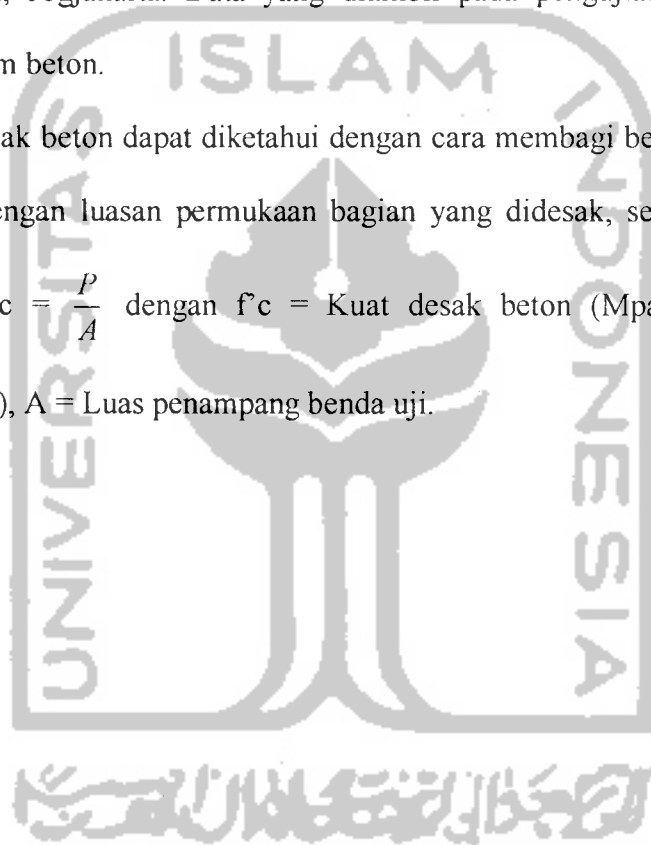 m beton.
ak beton dapat diketahui dengan cara membagi be
engan luasan permukaan bagian yang didesak, se
c = P/A dengan f'c = Kuat desak beton (Mpa
), A = Luas penampang benda uji.
ISLAM
UNIVERSITAS
INDONESIA